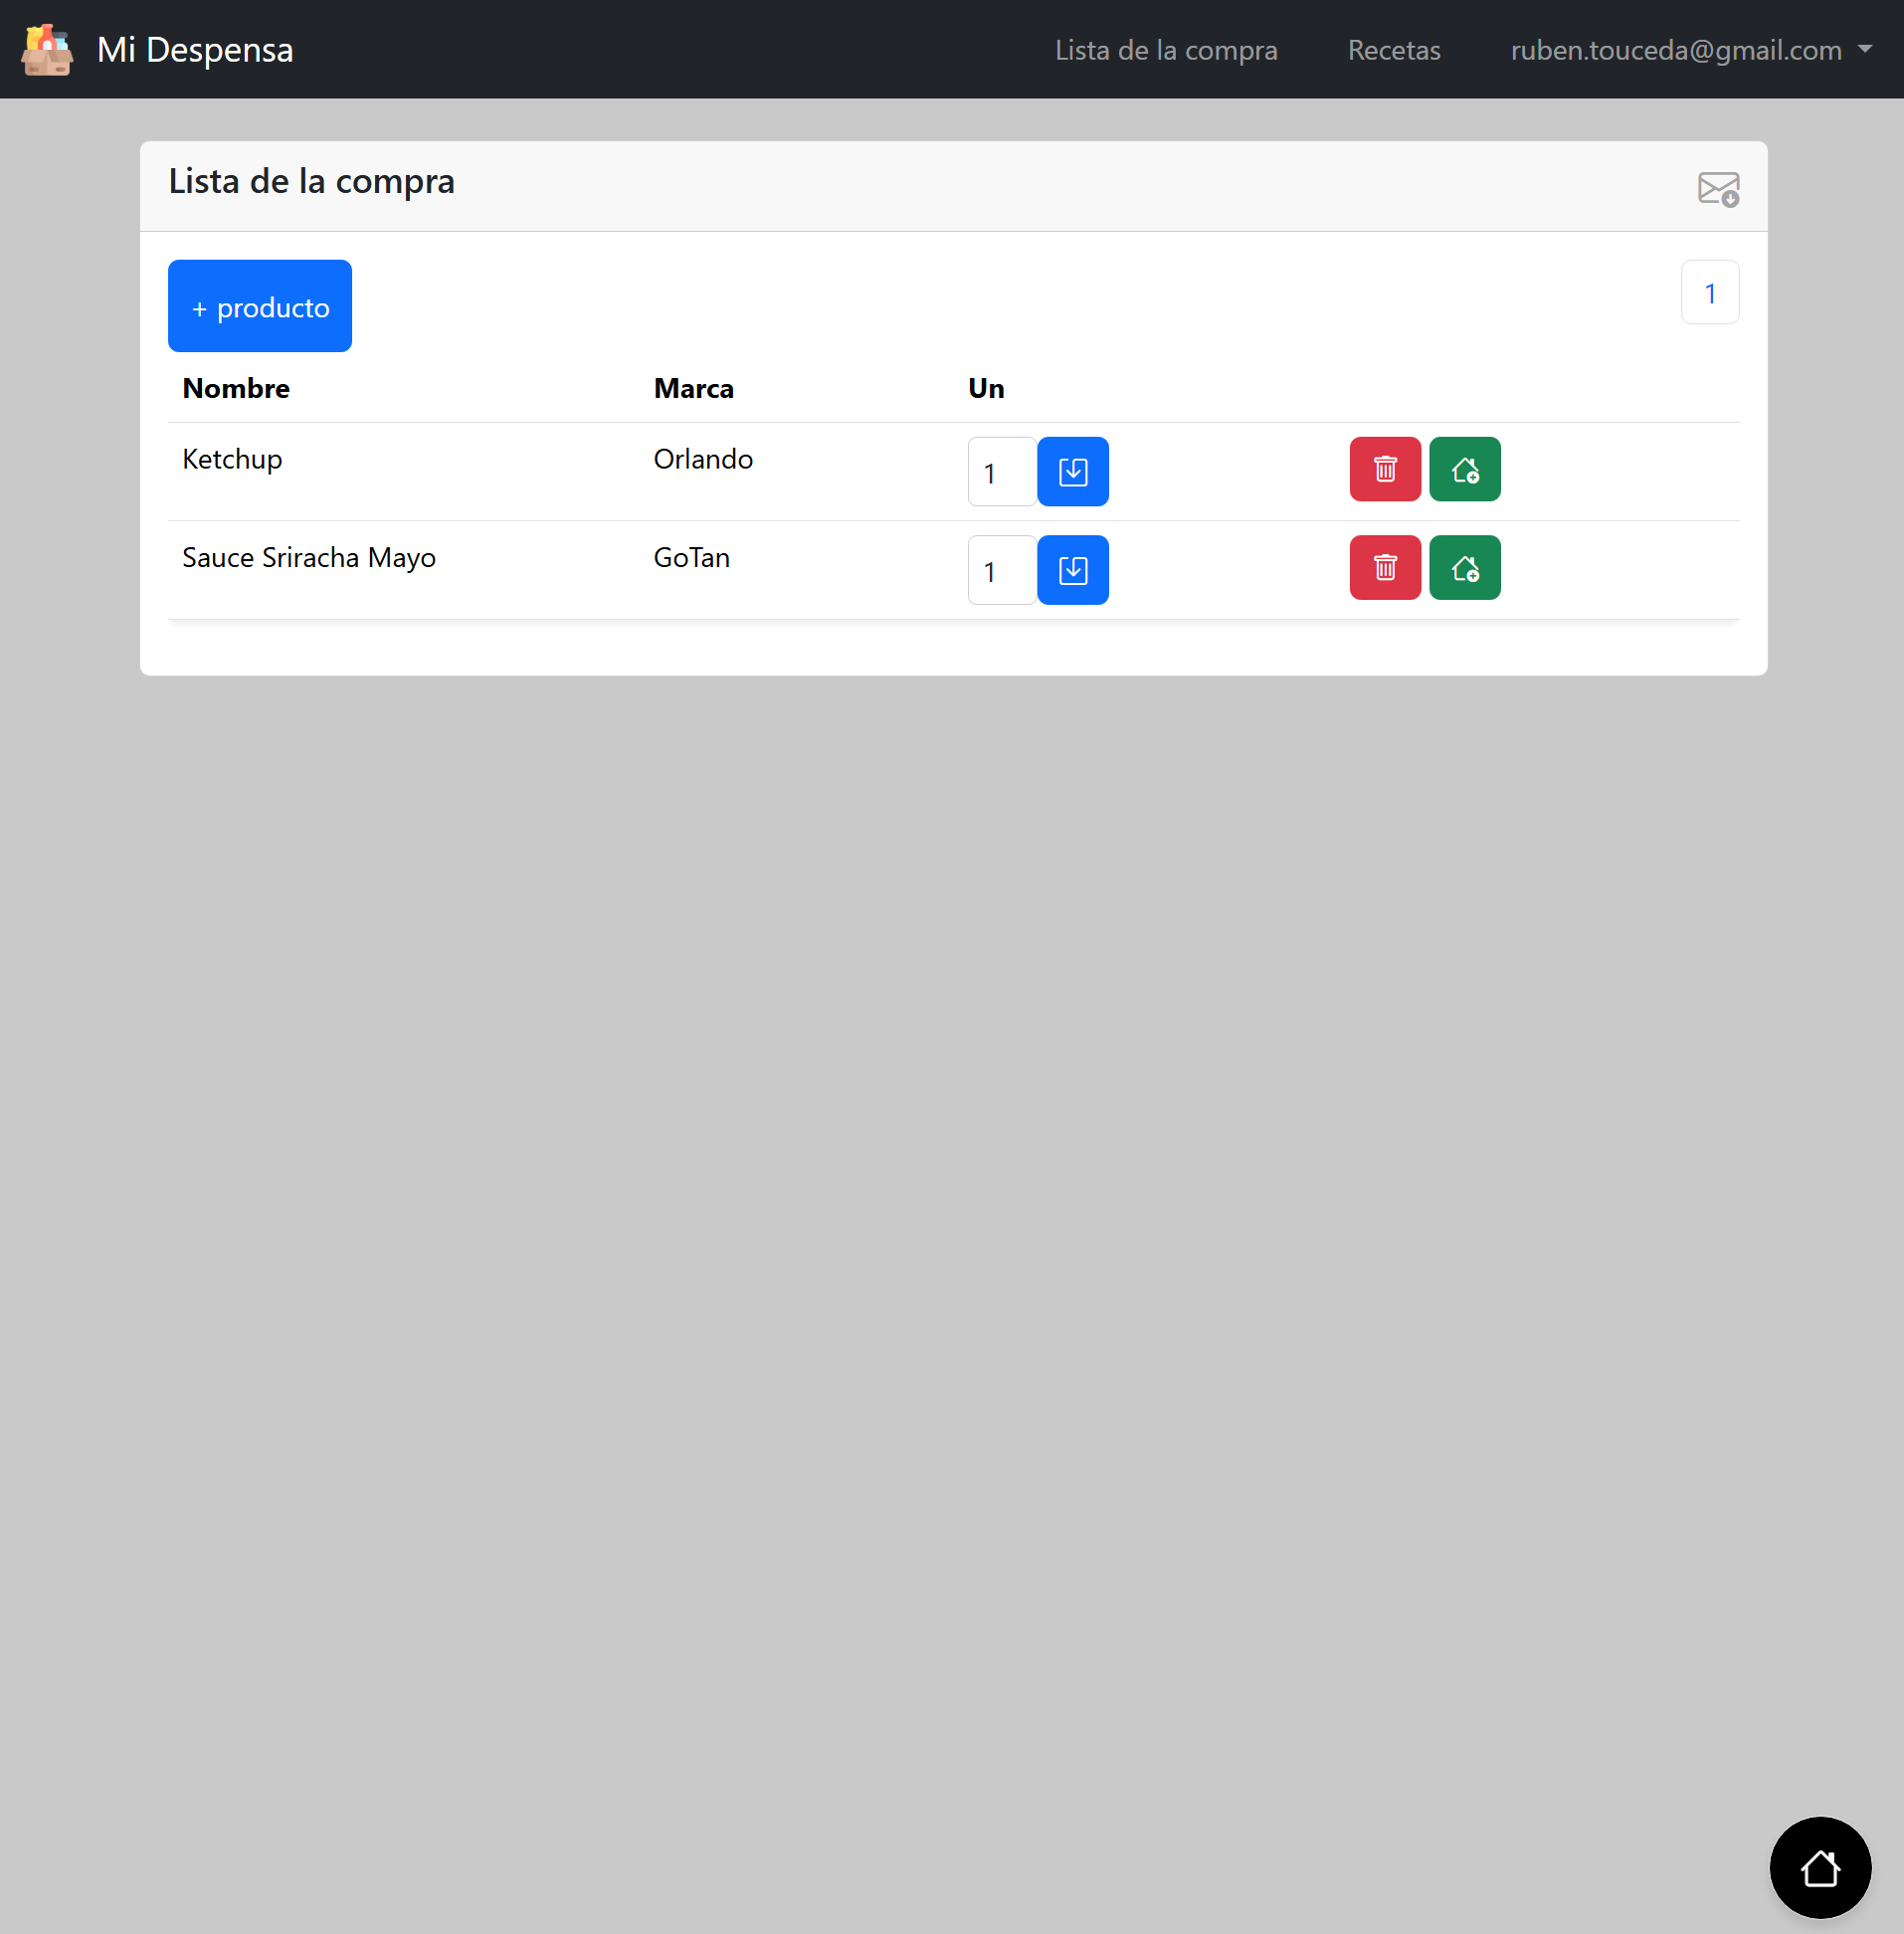 Mi Despensa Lista de la compra Recetas ruben.touceda@gmail.com
Lista de la compra
+ producto 1
Nombre Marca Un
Ketchup Orlando 1
Sauce Sriracha Mayo GoTan 1